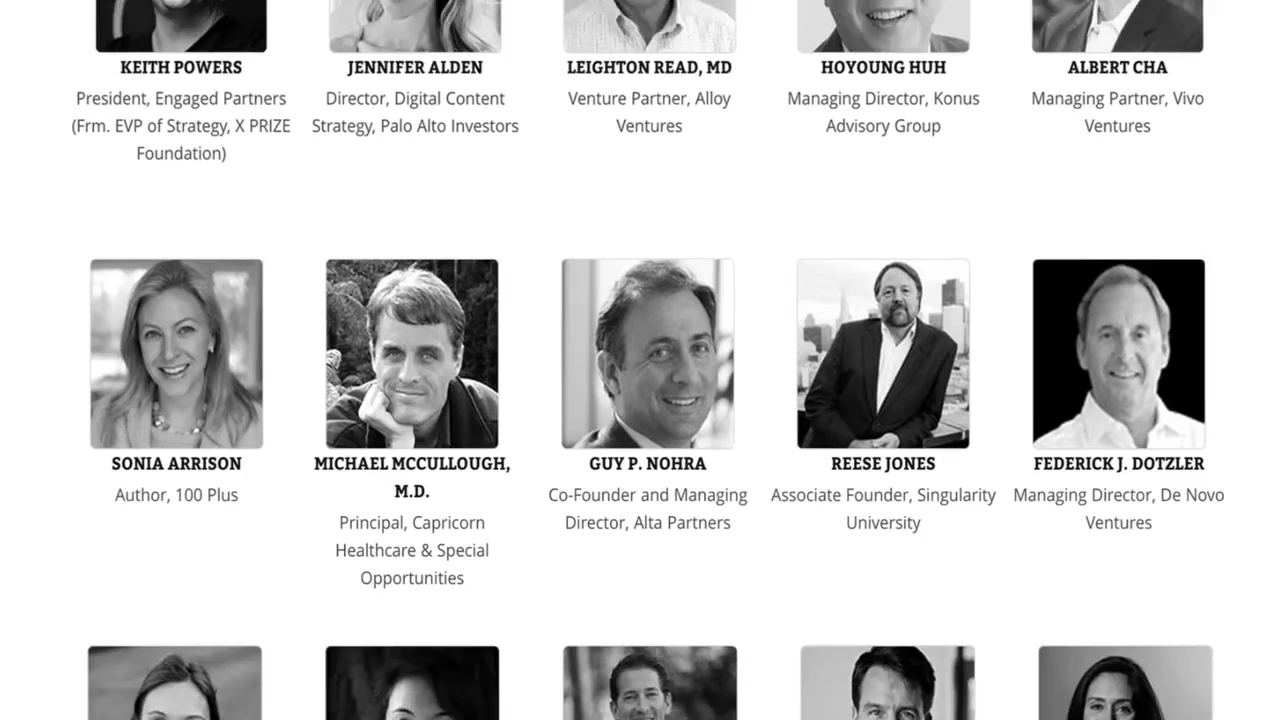 KEITH POWERS
President, Engaged Partners
(Frm. EVP of Strategy, X PRIZE
Foundation)
JENNIFER ALDEN
Director, Digital Content
Strategy, Palo Alto Investors
LEIGHTON READ, MD
Venture Partner, Alloy
Ventures
HOYOUNG HUH
Managing Director, Konus
Advisory Group
ALBERT CHA
Managing Partner, Vivo
Ventures
SONIA ARRISON
Author, 100 Plus
MICHAEL MCCULLOUGH,
M.D.
Principal, Capricorn
Healthcare & Special
Opportunities
GUY P. NOHRA
Co-Founder and Managing
Director, Alta Partners
REESE JONES
Associate Founder, Singularity
University
FEDERICK J. DOTZLER
Managing Director, De Novo
Ventures